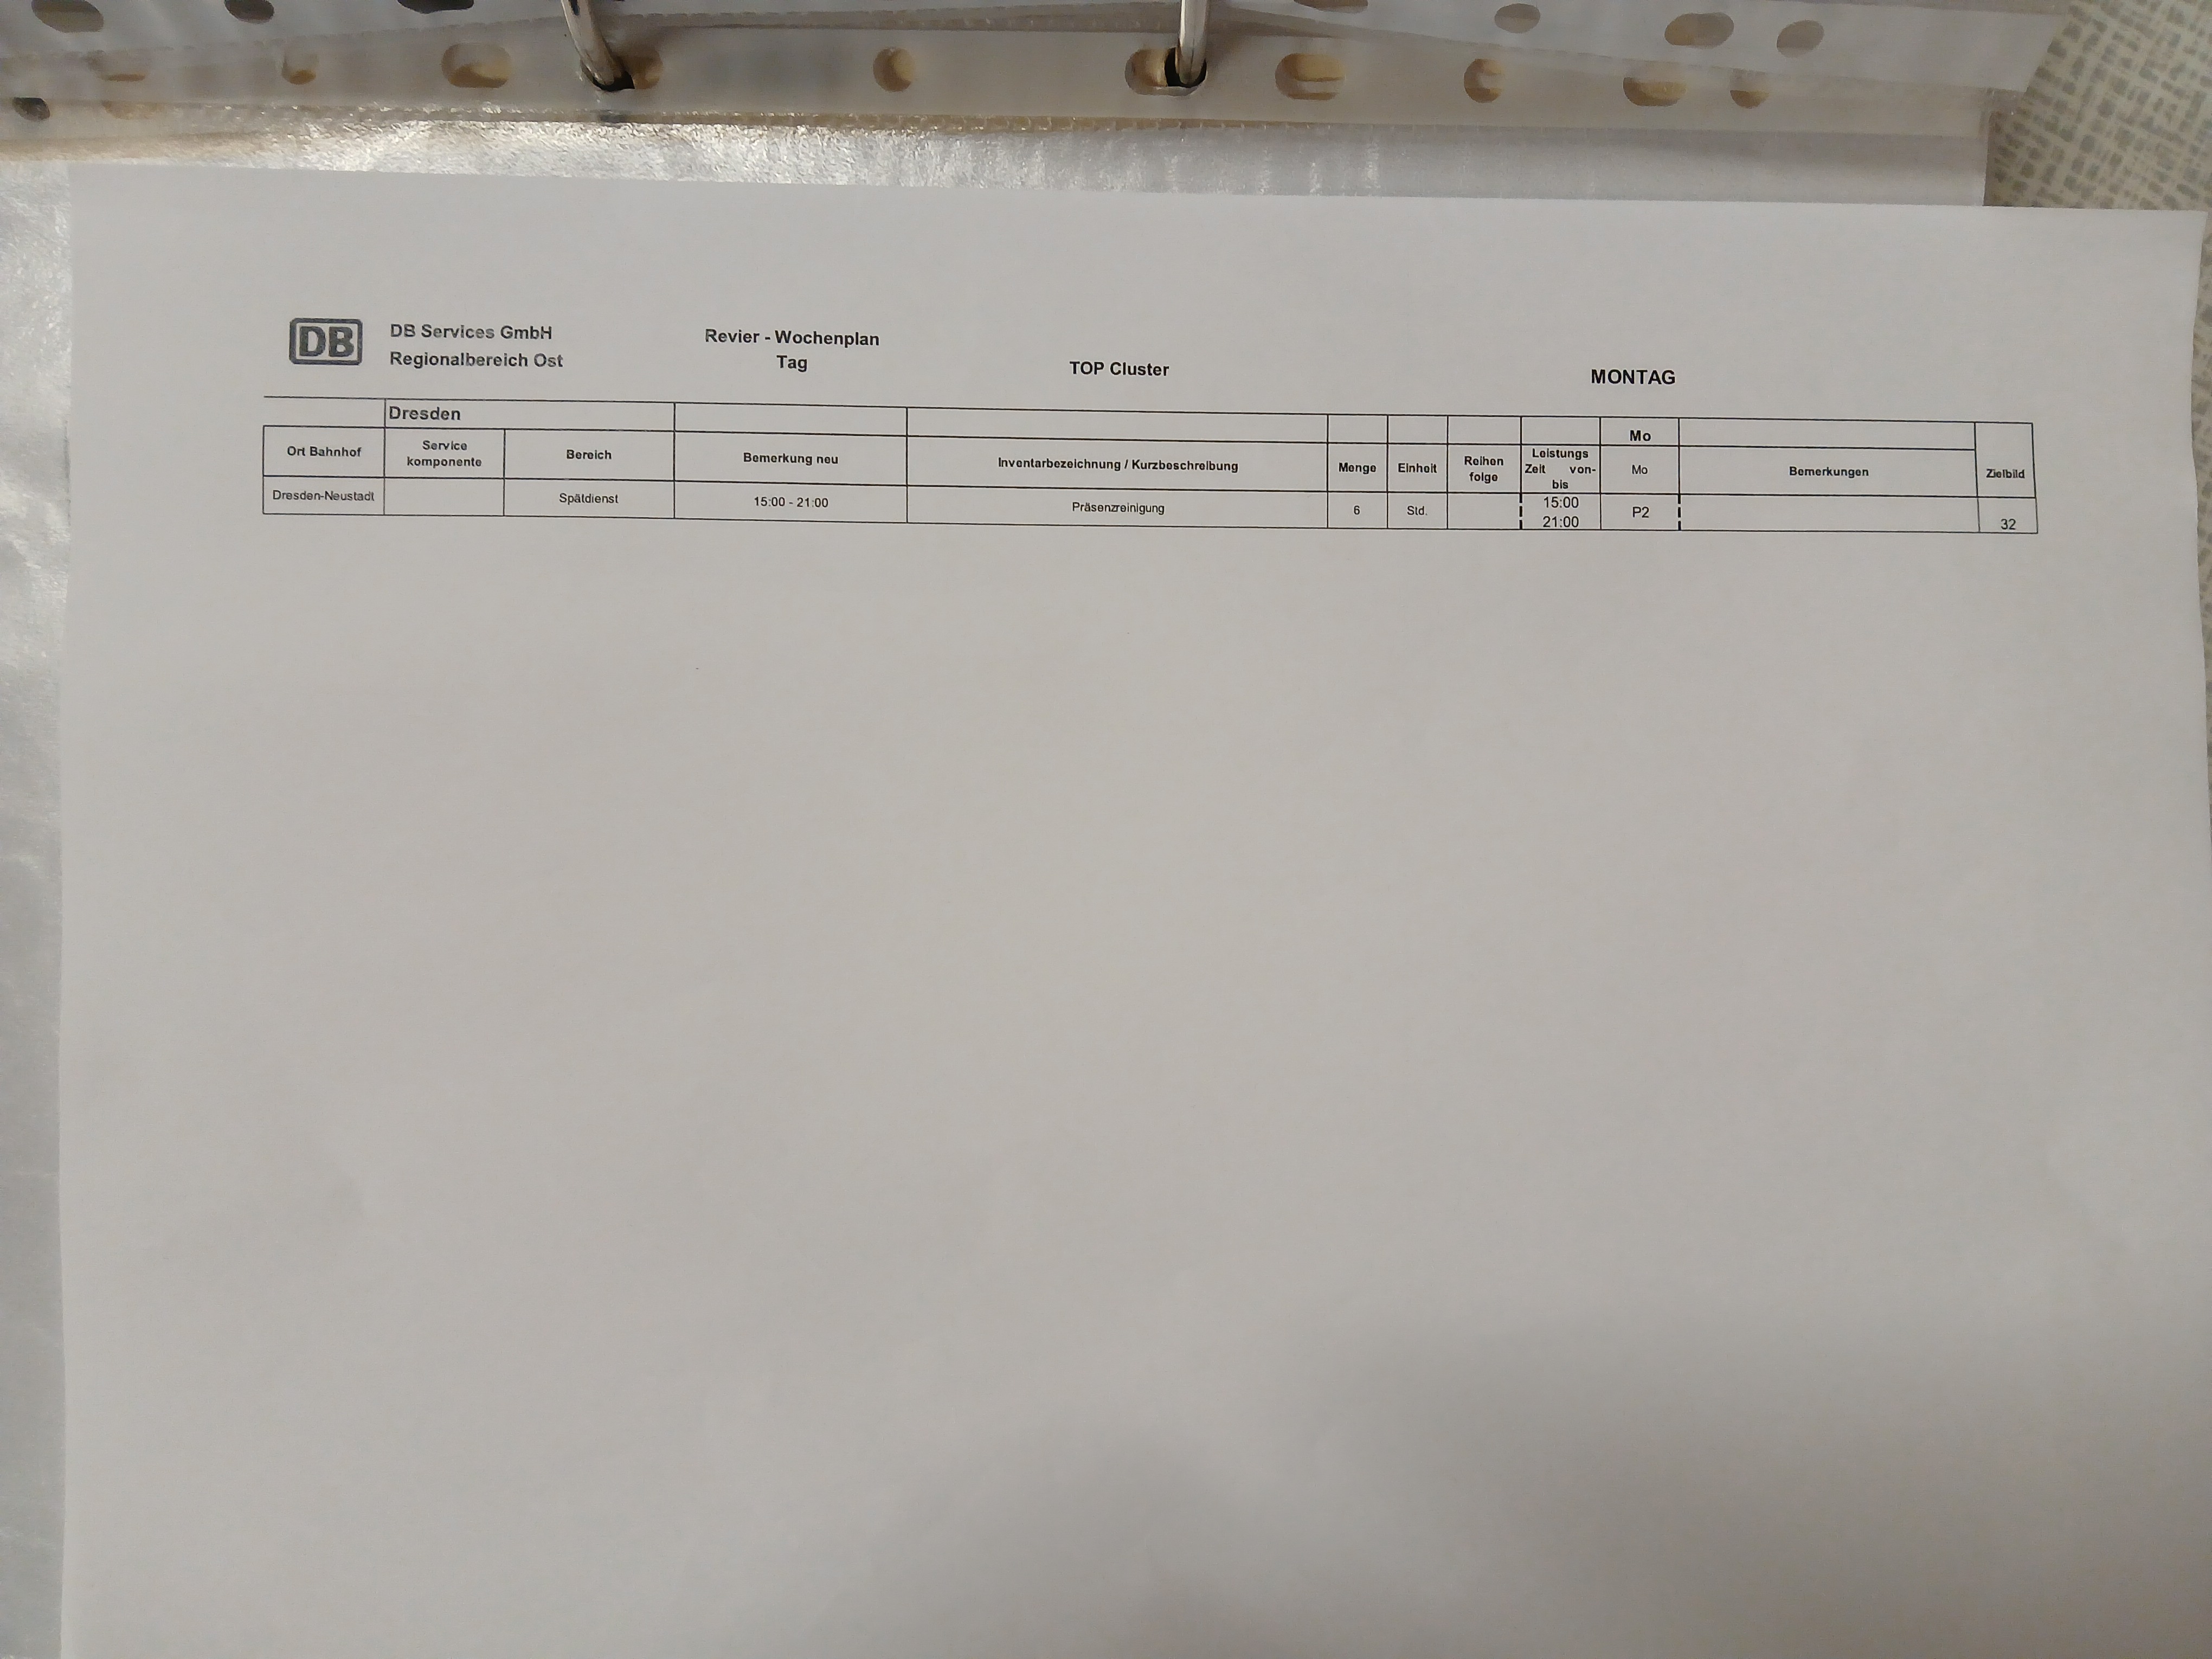 DB
DB Services GmbH
Regionalbereich Ost
Revier - Wochenplan
Tag
TOP Cluster
MONTAG
Dresden
Mo
Ort Bahnhof
Service
komponente
Bereich
Bemerkung neu
Inventarbezeichnung / Kurzbeschreibung
Menge
Einheit
Reihen
folge
Leistungs
Zeit von-
bis
Mo
Bemerkungen
Zielbild
Dresden-Neustadt
Spätdienst
15:00 - 21:00
Präsenzreinigung
6
Std.
15:00
21:00
P2
32